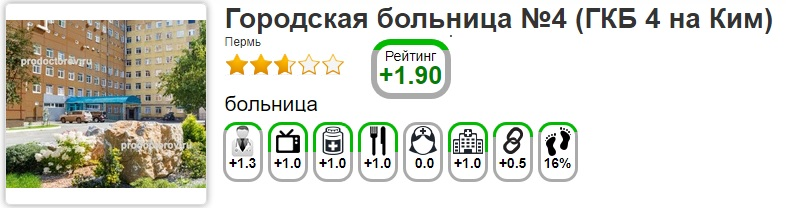 Городская больница №4 (ГКБ 4 на Ким)
Пермь
Рейтинг
+1.90
больница
+1.3 +1.0 +1.0 +1.0 0.0 +1.0 +0.5 16%
prodoctorov.ru
prodoctorov.ru